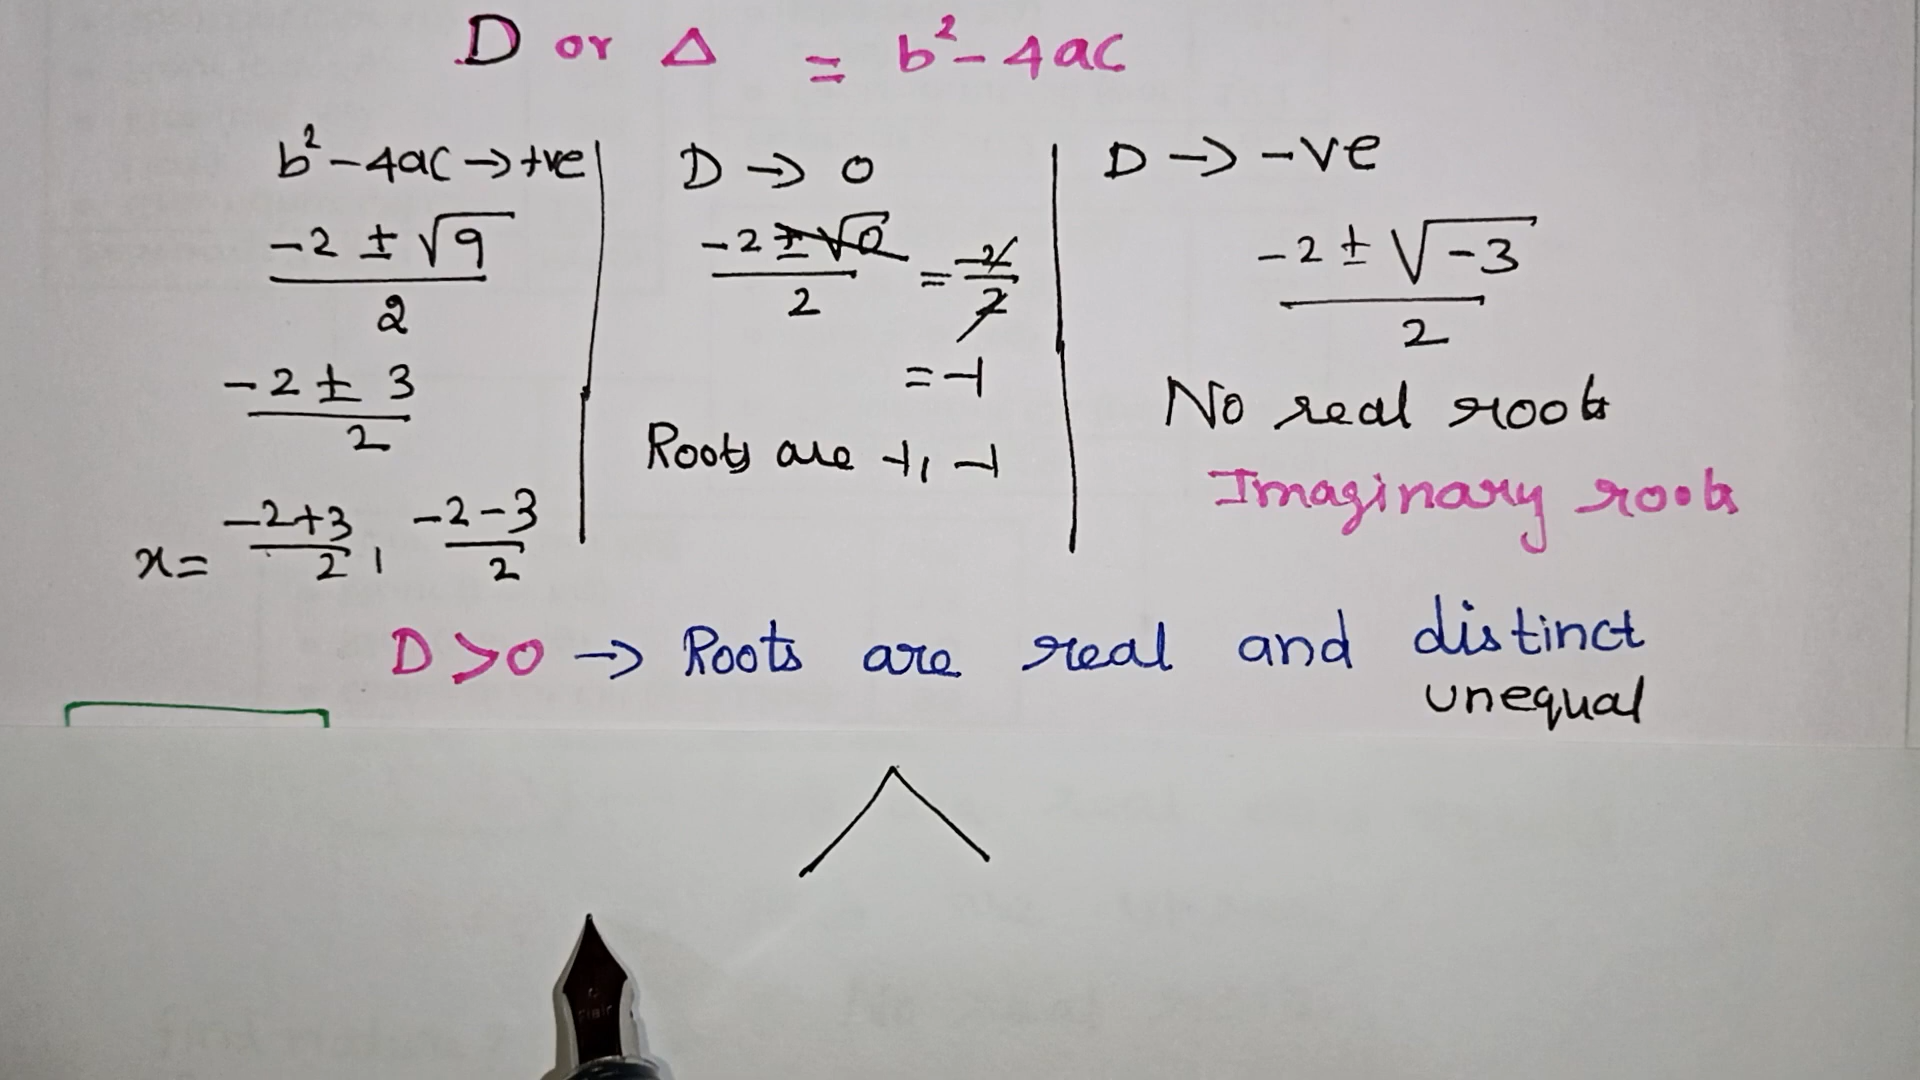 D or Δ = b² - 4ac
b² - 4ac → +ve
-2 ± √9
2
-2 ± 3
2
x = -2+3 / 2 , -2-3 / 2
D → 0
-2 ± √0 / 2 = -2 / 2
= -1
Roots are -1, -1
D → -ve
-2 ± √-3
2
No real roots
Imaginary roots
D > 0 → Roots are real and distinct
unequal